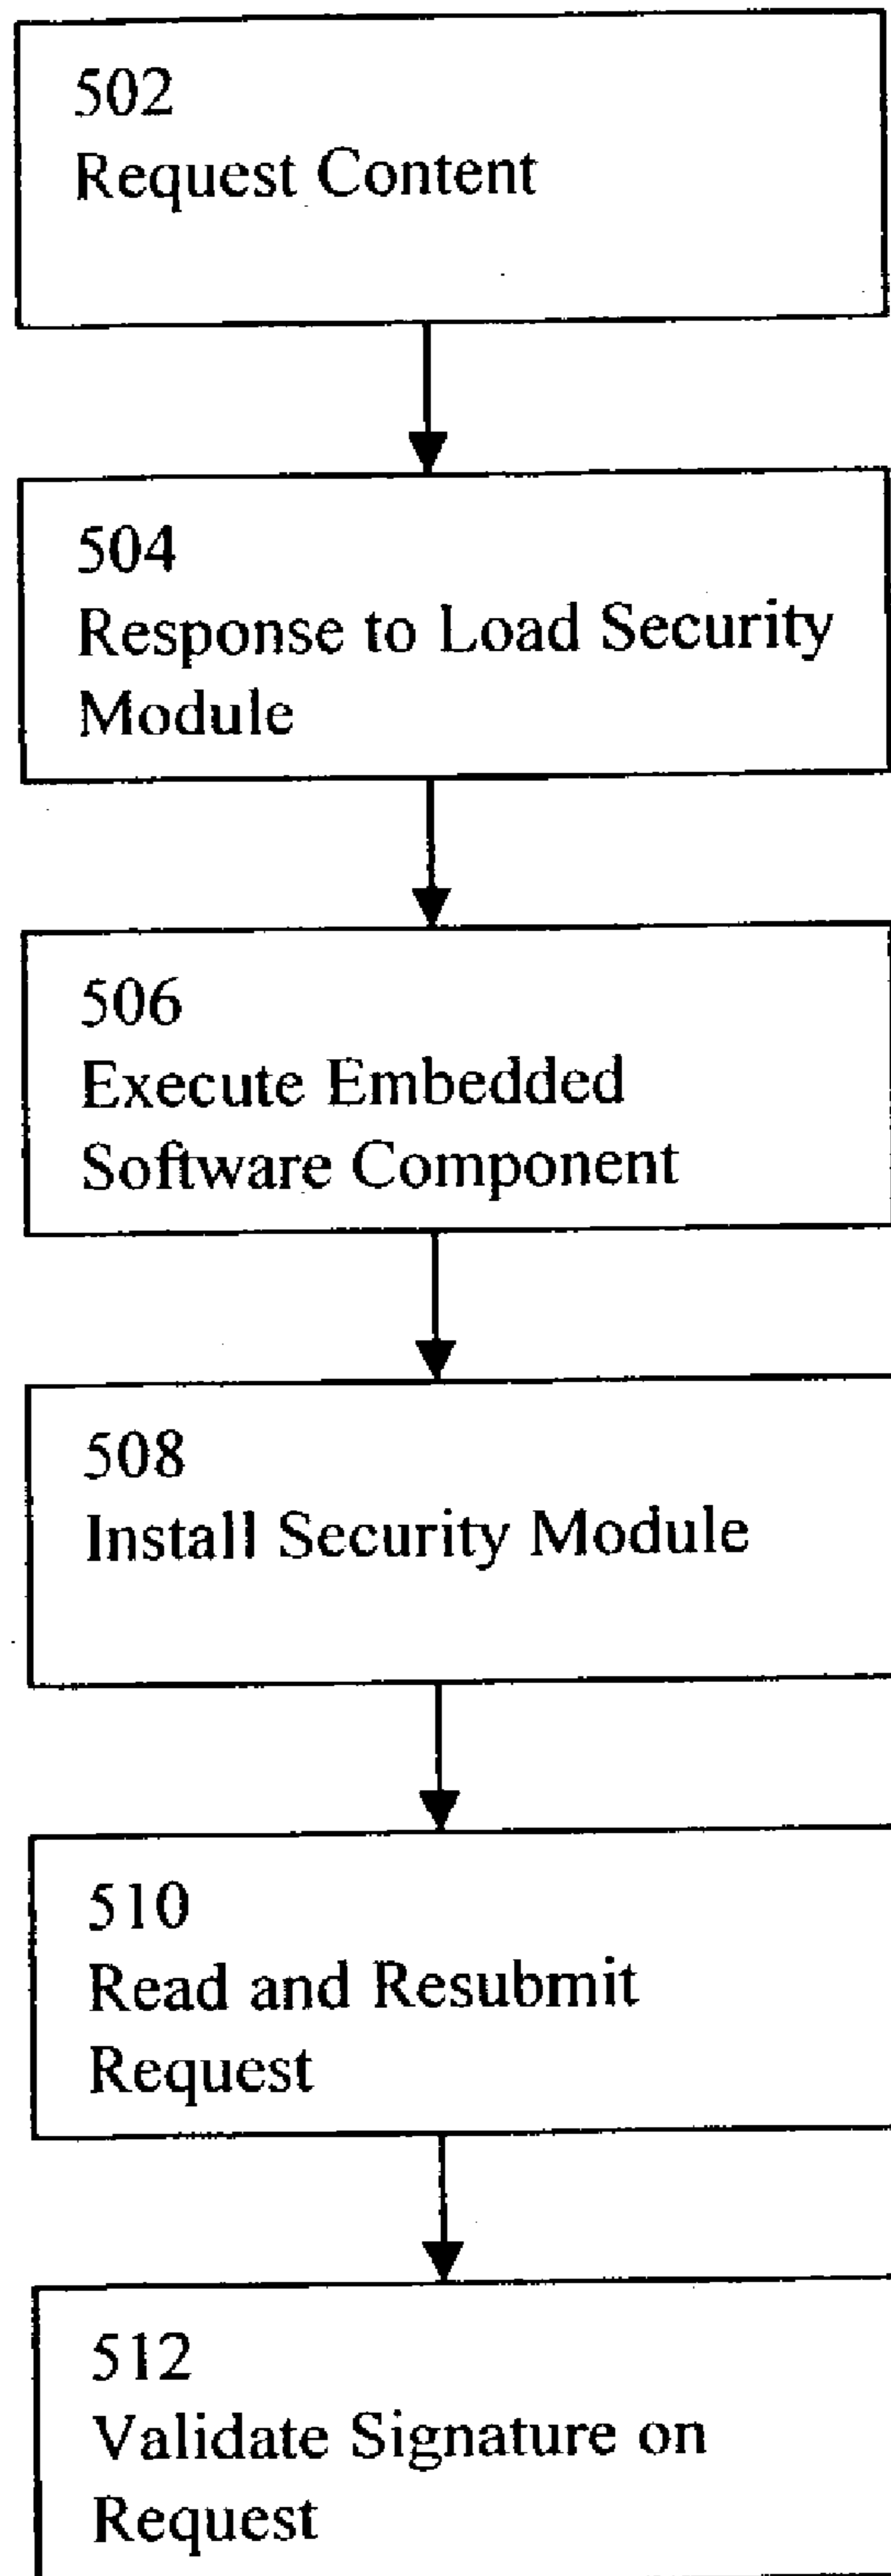 502
Request Content
504
Response to Load Security
Module
506
Execute Embedded
Software Component
508
Install Security Module
510
Read and Resubmit
Request
512
Validate Signature on
Request